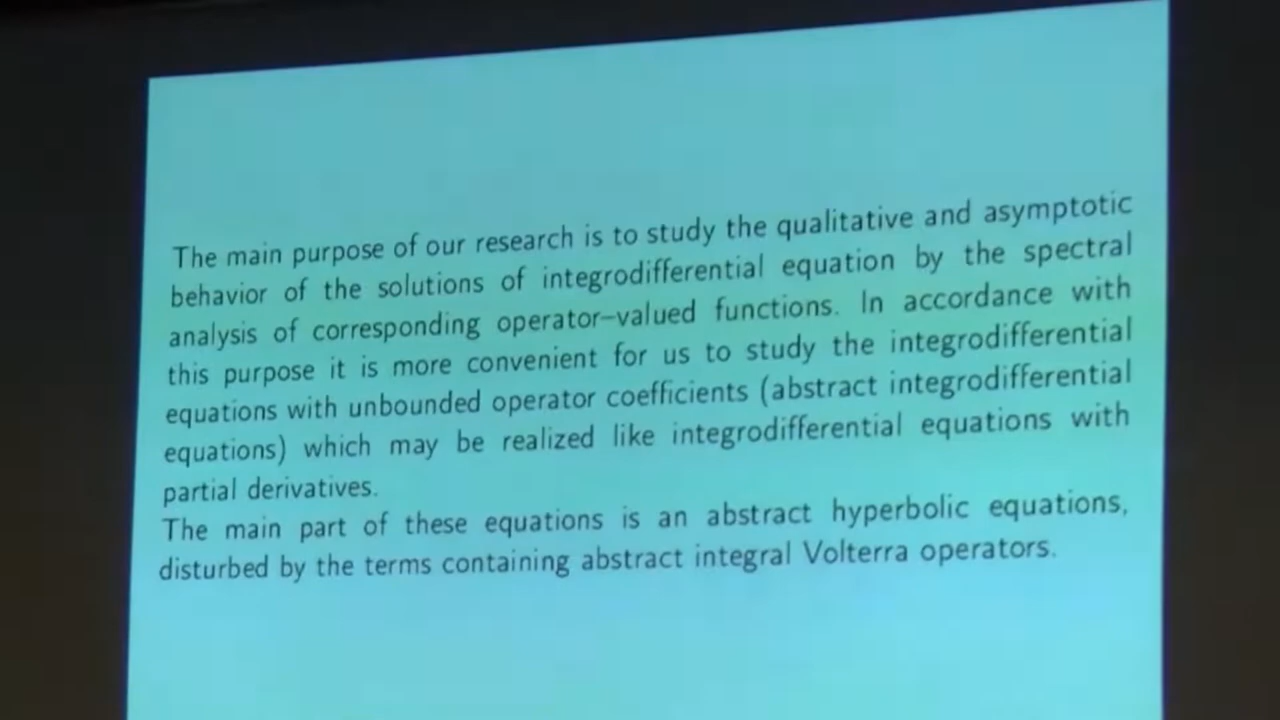 The main purpose of our research is to study the qualitative and asymptotic
behavior of the solutions of integrodifferential equation by the spectral
analysis of corresponding operator–valued functions. In accordance with
this purpose it is more convenient for us to study the integrodifferential
equations with unbounded operator coefficients (abstract integrodifferential
equations) which may be realized like integrodifferential equations with
partial derivatives.
The main part of these equations is an abstract hyperbolic equations,
disturbed by the terms containing abstract integral Volterra operators.